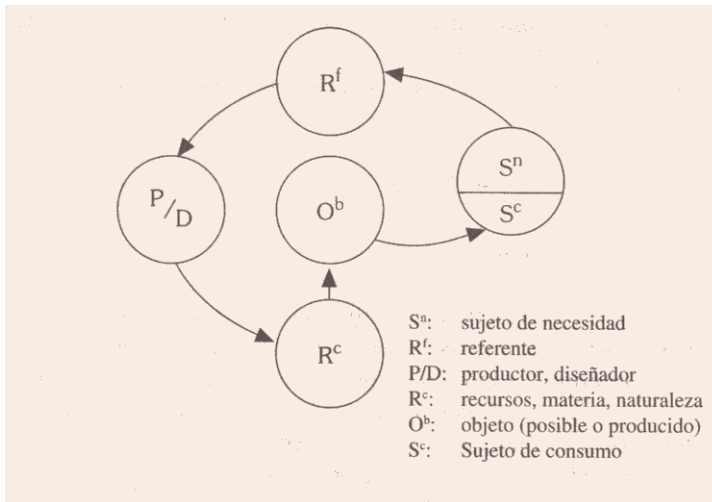 Rᶠ
Sⁿ
P/D
Oᵇ
Sᶜ
Rᶜ
Sⁿ: sujeto de necesidad
Rᶠ: referente
P/D: productor, diseñador
Rᶜ: recursos, materia, naturaleza
Oᵇ: objeto (posible o producido)
Sᶜ: Sujeto de consumo